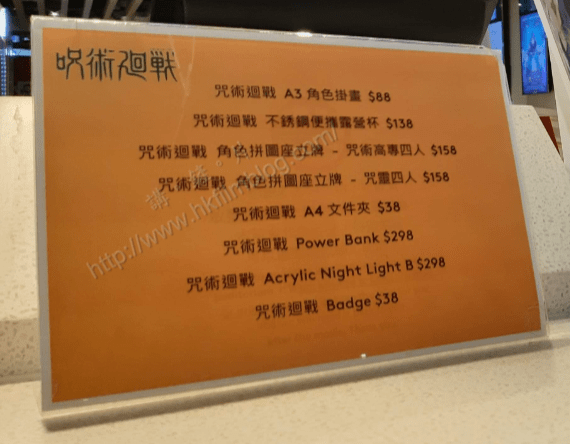 呪術廻戰
咒術迴戰 A3 角色掛畫 $88
咒術迴戰 不銹鋼便攜露營杯 $138
咒術迴戰 角色拼圖座立牌 - 咒術高專四人 $158
咒術迴戰 角色拼圖座立牌 - 咒靈四人 $158
咒術迴戰 A4 文件夾 $38
咒術迴戰 Power Bank $298
咒術迴戰 Acrylic Night Light B $298
咒術迴戰 Badge $38
http://www.hkfilmblog.com/